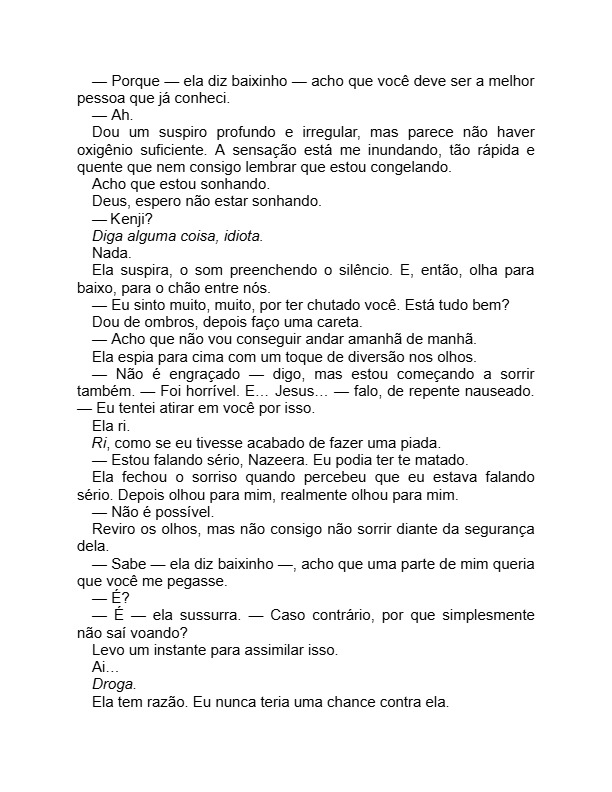 — Porque — ela diz baixinho — acho que você deve ser a melhor
pessoa que já conheci.
— Ah.
Dou um suspiro profundo e irregular, mas parece não haver
oxigênio suficiente. A sensação está me inundando, tão rápida e
quente que nem consigo lembrar que estou congelando.
Acho que estou sonhando.
Deus, espero não estar sonhando.
— Kenji?
Diga alguma coisa, idiota.
Nada.
Ela suspira, o som preenchendo o silêncio. E, então, olha para
baixo, para o chão entre nós.
— Eu sinto muito, muito, por ter chutado você. Está tudo bem?
Dou de ombros, depois faço uma careta.
— Acho que não vou conseguir andar amanhã de manhã.
Ela espia para cima com um toque de diversão nos olhos.
— Não é engraçado — digo, mas estou começando a sorrir
também. — Foi horrível. E… Jesus… — falo, de repente nauseado.
— Eu tentei atirar em você por isso.
Ela ri.
Ri, como se eu tivesse acabado de fazer uma piada.
— Estou falando sério, Nazeera. Eu podia ter te matado.
Ela fechou o sorriso quando percebeu que eu estava falando
sério. Depois olhou para mim, realmente olhou para mim.
— Não é possível.
Reviro os olhos, mas não consigo não sorrir diante da segurança
dela.
— Sabe — ela diz baixinho —, acho que uma parte de mim queria
que você me pegasse.
— É?
— É — ela sussurra. — Caso contrário, por que simplesmente
não saí voando?
Levo um instante para assimilar isso.
Ai…
Droga.
Ela tem razão. Eu nunca teria uma chance contra ela.